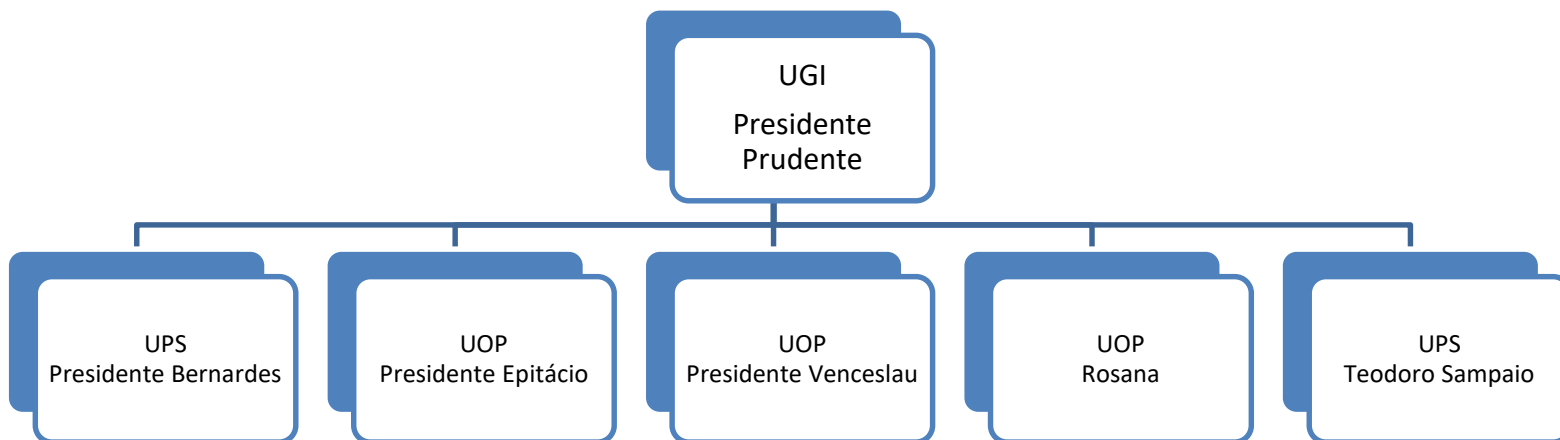 UGI
Presidente
Prudente
UPS
Presidente Bernardes
UOP
Presidente Epitácio
UOP
Presidente Venceslau
UOP
Rosana
UPS
Teodoro Sampaio